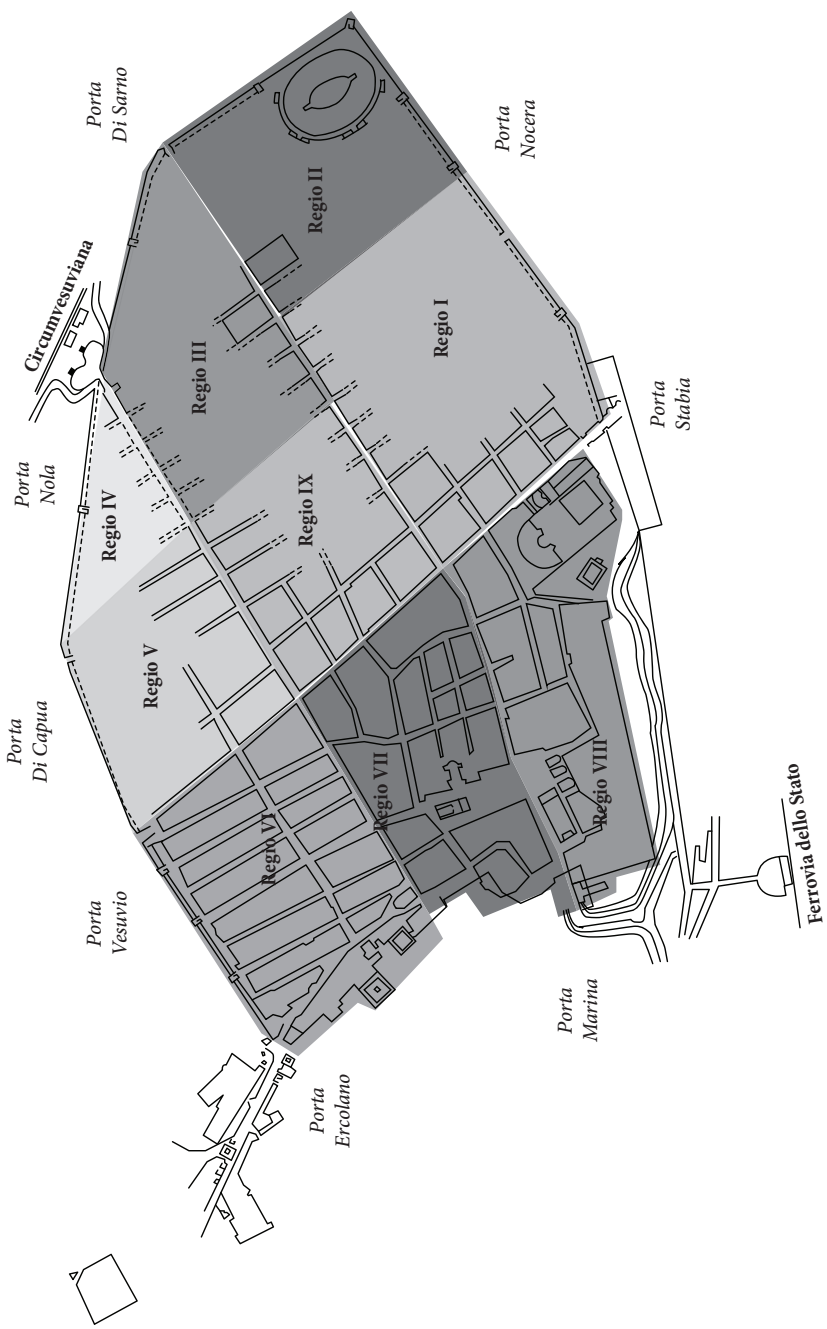 Porta
Ercolano
Porta
Vesuvio
Porta
Di Capua
Porta
Nola
Circumvesuviana
Porta
Di Sarno
Porta
Nocera
Porta
Stabia
Porta
Marina
Ferrovia dello Stato
Regio VI
Regio V
Regio IV
Regio III
Regio II
Regio I
Regio IX
Regio VII
Regio VIII